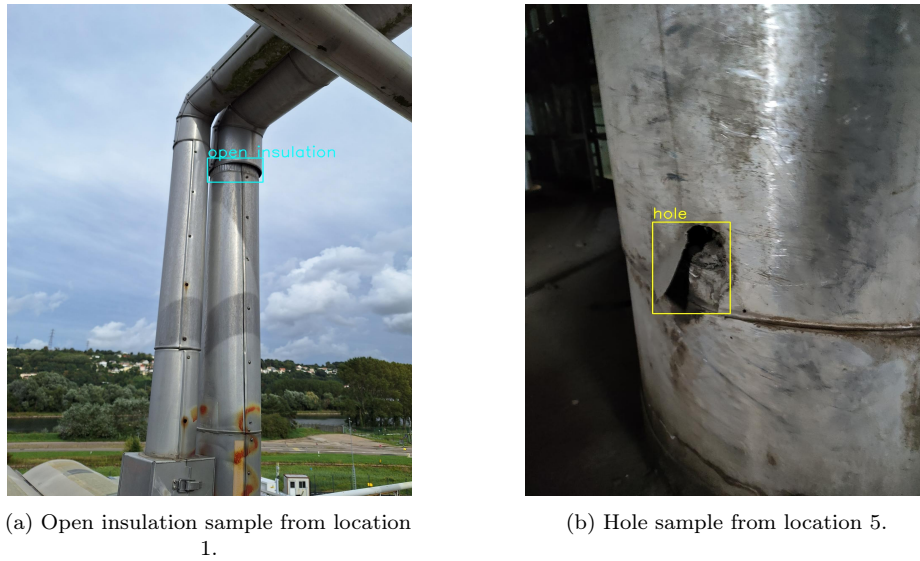 open insulation
hole
(a) Open insulation sample from location
1.
(b) Hole sample from location 5.